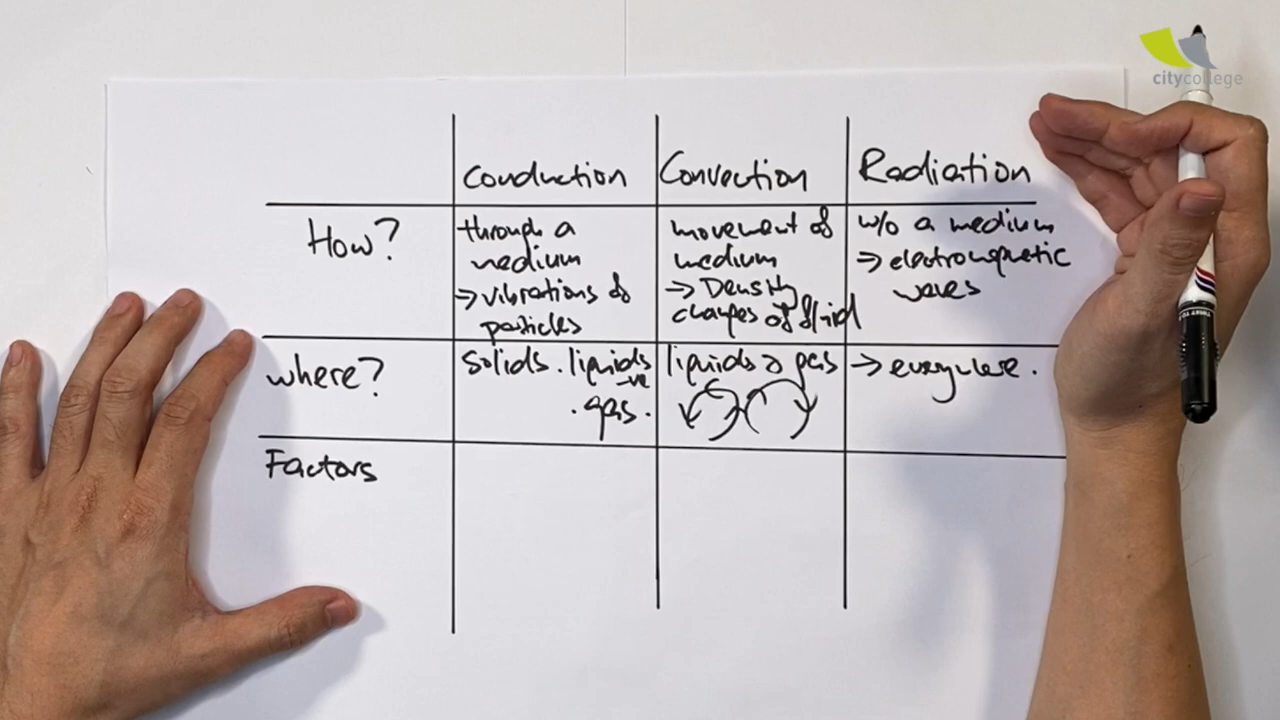 citycollege
Conduction Convection Radiation
How?
through a
medium
→ vibrations of
particles
movement of
medium
→ Density
changes of fluid
w/o a medium
⇒ electromagnetic
waves
where?
solids . liquids
-ve
. gas .
liquids & gas
→ everywhere .
Factors